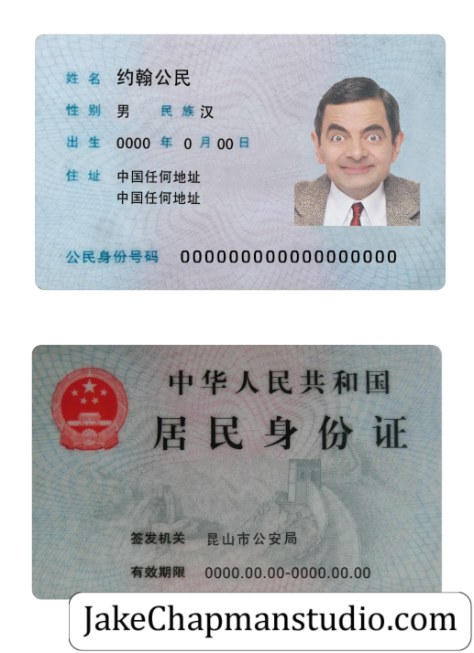 姓名 约翰公民
性别 男 民族 汉
出生 0000 年 0 月 00 日
住址 中国任何地址
中国任何地址
公民身份号码 000000000000000000
中华人民共和国
居民身份证
签发机关 昆山市公安局
有效期限 0000.00.00-0000.00.00
JakeChapmanstudio.com